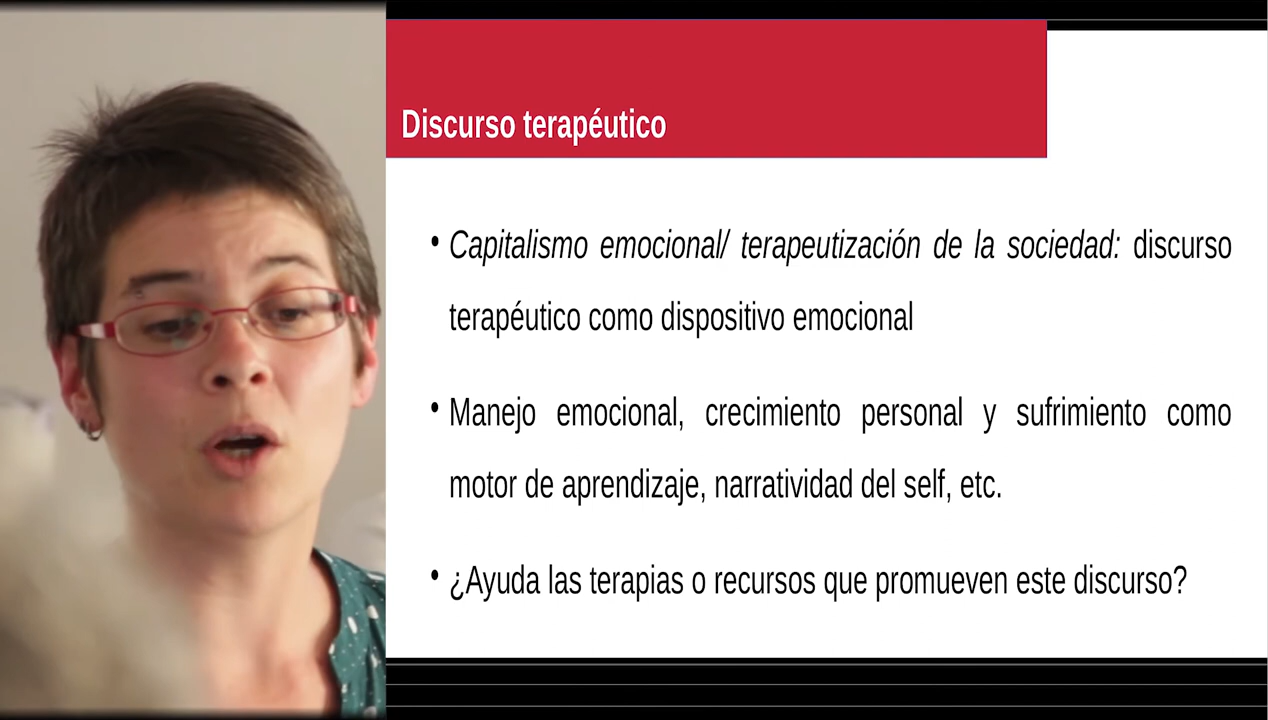 Discurso terapéutico
• Capitalismo emocional/ terapeutización de la sociedad: discurso
terapéutico como dispositivo emocional
• Manejo emocional, crecimiento personal y sufrimiento como
motor de aprendizaje, narratividad del self, etc.
• ¿Ayuda las terapias o recursos que promueven este discurso?